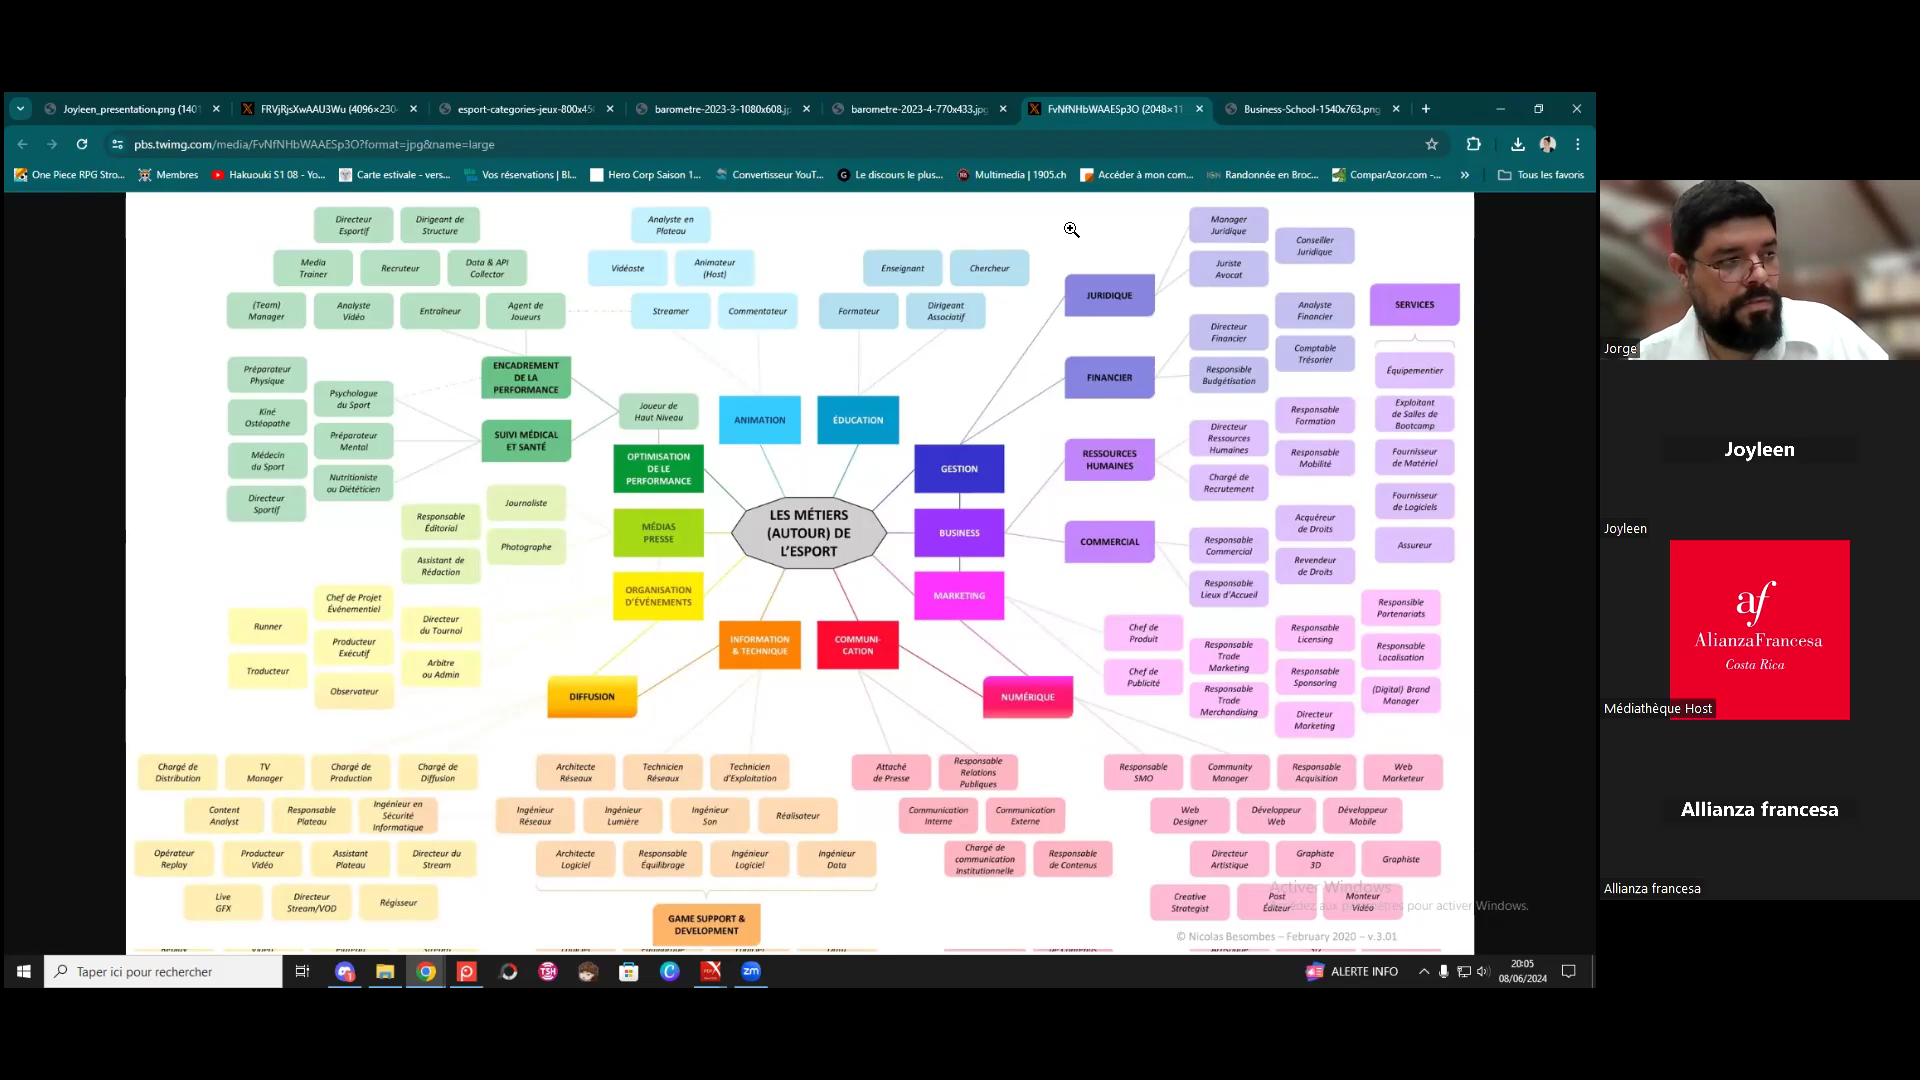 Joyleen_presentation.png (1401
FRVjRjsXwAAU3Wu (4096×230
esport-categories-jeux-800x45
barometre-2023-3-1080x608.jp
barometre-2023-4-770x433.jpg
FvNfNHbWAAESp3O (2048×11
Business-School-1540x763.png
pbs.twimg.com/media/FvNfNHbWAAESp3O?format=jpg&name=large
One Piece RPG Stro...
Membres
Hakuouki S1 08 - Yo...
Carte estivale - vers...
Vos réservations | Bl...
Hero Corp Saison 1...
Convertisseur YouT...
Le discours le plus...
Multimedia | 1905.ch
Accéder à mon com...
Randonnée en Broc...
ComparAzor.com -...
Tous les favoris
Directeur
Esportif
Dirigeant de
Structure
Media
Trainer
Recruteur
Data & API
Collector
(Team)
Manager
Analyste
Vidéo
Entraîneur
Agent de
Joueurs
Analyste en
Plateau
Vidéaste
Animateur
(Host)
Streamer
Commentateur
Enseignant
Chercheur
Formateur
Dirigeant
Associatif
ENCADREMENT
DE LA
PERFORMANCE
SUIVI MÉDICAL
ET SANTÉ
Préparateur
Physique
Kiné
Ostéopathe
Médecin
du Sport
Directeur
Sportif
Psychologue
du Sport
Préparateur
Mental
Nutritioniste
ou Diététicien
Joueur de
Haut Niveau
OPTIMISATION
DE LE
PERFORMANCE
ANIMATION
ÉDUCATION
GESTION
LES MÉTIERS
(AUTOUR) DE
L'ESPORT
MÉDIAS
PRESSE
BUSINESS
ORGANISATION
D'ÉVÉNEMENTS
MARKETING
INFORMATION
& TECHNIQUE
COMMUNI-
CATION
DIFFUSION
NUMÉRIQUE
Journaliste
Photographe
Responsable
Éditorial
Assistant de
Rédaction
Chef de Projet
Événementiel
Producteur
Exécutif
Observateur
Runner
Traducteur
Directeur
du Tournoi
Arbitre
ou Admin
JURIDIQUE
Manager
Juridique
Juriste
Avocat
Conseiller
Juridique
FINANCIER
Directeur
Financier
Responsible
Budgétisation
Analyste
Financier
Comptable
Trésorier
RESSOURCES
HUMAINES
Directeur
Ressources
Humaines
Chargé de
Recrutement
Responsable
Formation
Responsable
Mobilité
COMMERCIAL
Responsable
Commercial
Responsable
Lieux d'Accueil
Acquéreur
de Droits
Revendeur
de Droits
SERVICES
Équipementier
Exploitant
de Salles de
Bootcamp
Fournisseur
de Matériel
Fournisseur
de Logiciels
Assureur
Chef de
Produit
Chef de
Publicité
Responsable
Trade
Marketing
Responsable
Trade
Merchandising
Responsable
Licensing
Responsable
Sponsoring
Directeur
Marketing
Responsible
Partenariats
Responsable
Localisation
(Digital) Brand
Manager
Chargé de
Distribution
TV
Manager
Chargé de
Production
Chargé de
Diffusion
Content
Analyst
Responsable
Plateau
Ingénieur en
Sécurité
Informatique
Opérateur
Replay
Producteur
Vidéo
Assistant
Plateau
Directeur du
Stream
Live
GFX
Directeur
Stream/VOD
Régisseur
Architecte
Réseaux
Technicien
Réseaux
Technicien
d'Exploitation
Ingénieur
Réseaux
Ingénieur
Lumière
Ingénieur
Son
Réalisateur
Architecte
Logiciel
Responsable
Équilibrage
Ingénieur
Logiciel
Ingénieur
Data
GAME SUPPORT &
DEVELOPMENT
Attaché
de Presse
Responsable
Relations
Publiques
Communication
Interne
Communication
Externe
Chargé de
communication
Institutionnelle
Responsable
de Contenus
Responsable
SMO
Community
Manager
Responsable
Acquisition
Web
Marketeur
Web
Designer
Développeur
Web
Développeur
Mobile
Directeur
Artistique
Graphiste
3D
Graphiste
Creative
Strategist
Post
Éditeur
Monteur
Vidéo
Activer Windows
© Nicolas Besombes – February 2020 – v.3.01
Taper ici pour rechercher
ALERTE INFO
20:05
08/06/2024
Jorge
Joyleen
Joyleen
af
AlianzaFrancesa
Costa Rica
Médiathèque Host
Allianza francesa
Allianza francesa